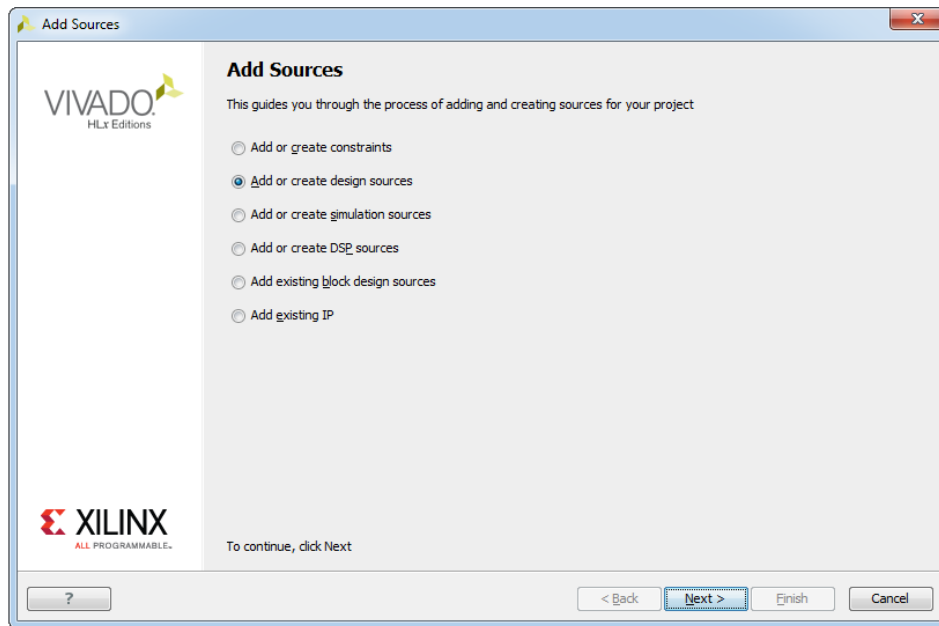 Add Sources
VIVADO.
HLx Editions
Add Sources
This guides you through the process of adding and creating sources for your project
Add or create constraints
Add or create design sources
Add or create simulation sources
Add or create DSP sources
Add existing block design sources
Add existing IP
XILINX
ALL PROGRAMMABLE.
To continue, click Next
?
< Back
Next >
Finish
Cancel